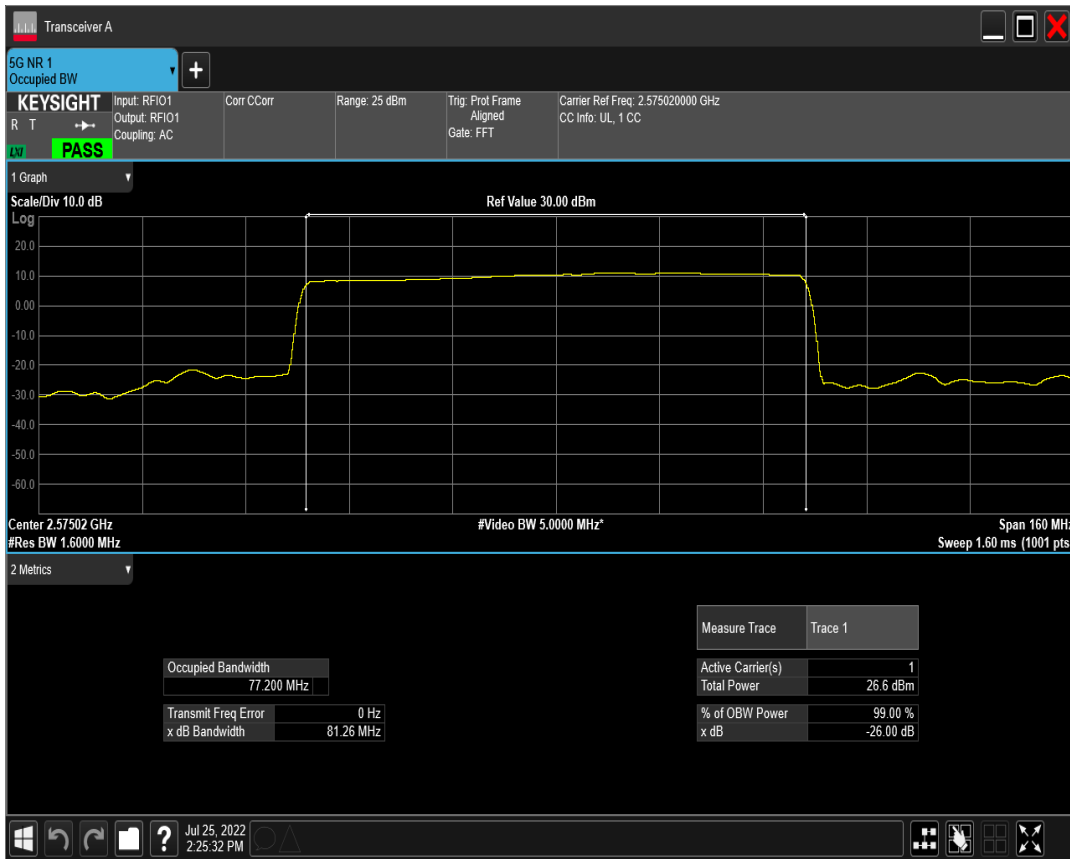 Transceiver A
5G NR 1
Occupied BW
+
KEYSIGHT
R T
LXI
PASS
Input: RFIO1
Output: RFIO1
Coupling: AC
Corr CCorr
Range: 25 dBm
Trig: Prot Frame
Aligned
Gate: FFT
Carrier Ref Freq: 2.575020000 GHz
CC Info: UL, 1 CC
1 Graph
Scale/Div 10.0 dB
Ref Value 30.00 dBm
Log
20.0
10.0
0.00
-10.0
-20.0
-30.0
-40.0
-50.0
-60.0
Center 2.57502 GHz
#Video BW 5.0000 MHz*
Span 160 MHz
#Res BW 1.6000 MHz
Sweep 1.60 ms (1001 pts
2 Metrics
Measure Trace Trace 1
Occupied Bandwidth
77.200 MHz
Active Carrier(s) 1
Total Power 26.6 dBm
Transmit Freq Error 0 Hz
x dB Bandwidth 81.26 MHz
% of OBW Power 99.00 %
x dB -26.00 dB
?
Jul 25, 2022
2:25:32 PM